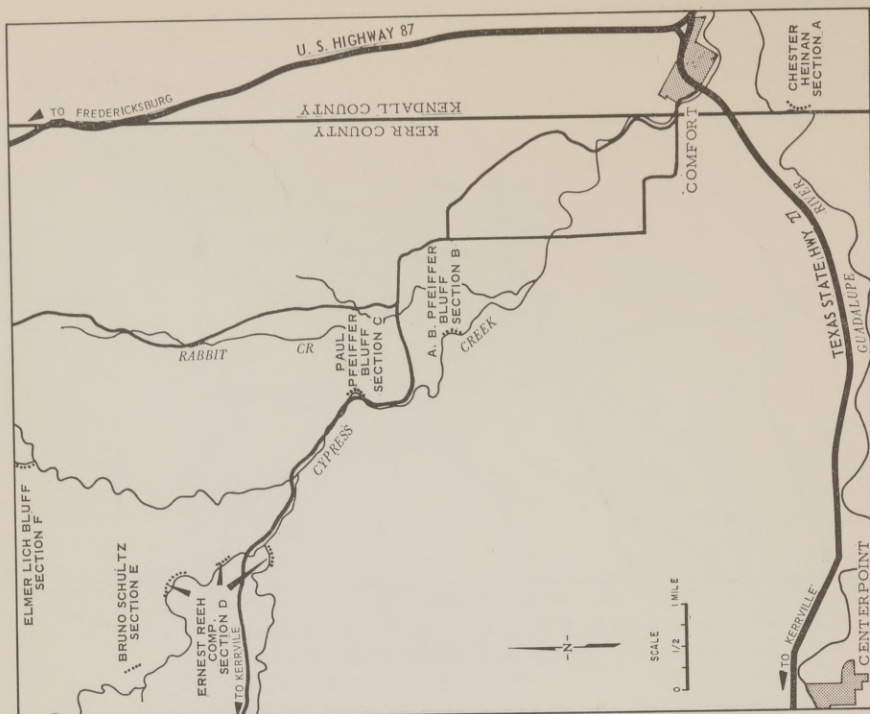 U. S. HIGHWAY 87
TO FREDERICKSBURG
KENDALL COUNTY
KERR COUNTY
CHESTER
HEINAN
SECTION A
COMFORT
RIVER
GUADALUPE
TEXAS STATE HWY 27
A. B. PFEIFFER
BLUFF
SECTION B
CREEK
RABBIT
CR
PAUL
PFEIFFER
BLUFF
SECTION C
CYPRESS
ELMER LICH BLUFF
SECTION F
BRUNO SCHULTZ
SECTION E
ERNEST REEH
COMP.
SECTION D
TO KERRVILE
-N-
SCALE
0 1/2 1 MILE
TO KERRVILLE
CENTERPOINT